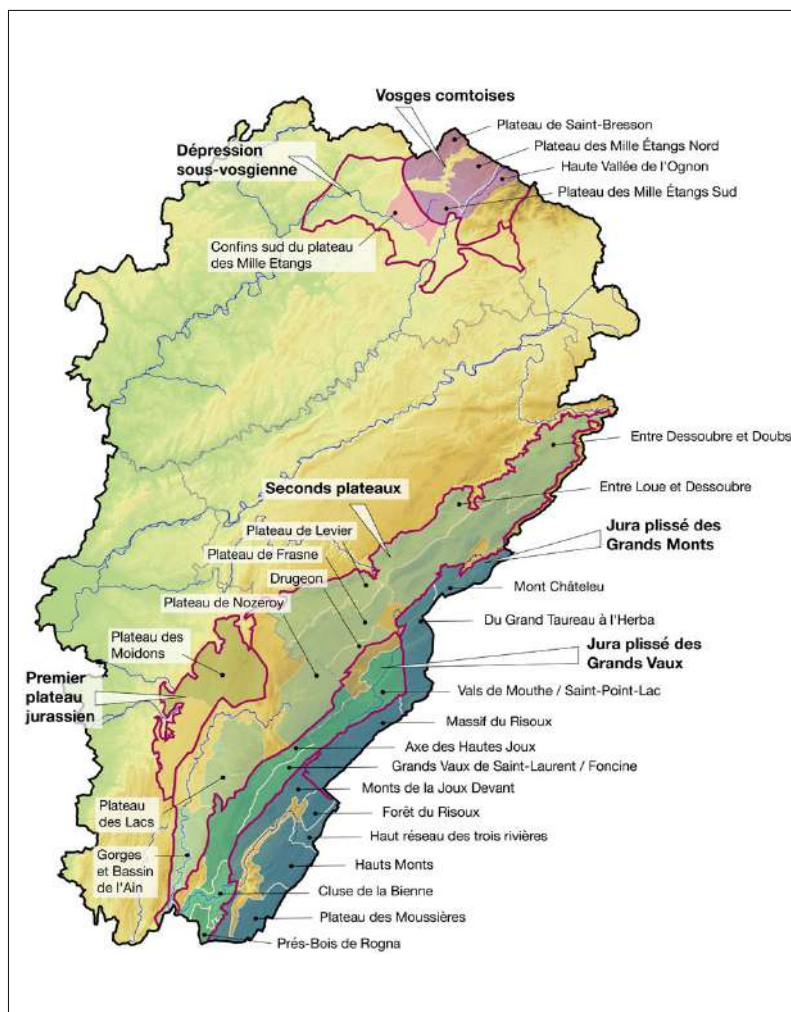 Vosges comtoises
Plateau de Saint-Bresson
Plateau des Mille Étangs Nord
Haute Vallée de l'Ognon
Plateau des Mille Étangs Sud
Dépression
sous-vosgienne
Confins sud du plateau
des Mille Etangs
Entre Dessoubre et Doubs
Entre Loue et Dessoubre
Seconds plateaux
Plateau de Levier
Plateau de Frasne
Drugeon
Plateau de Nozeroy
Jura plissé des
Grands Monts
Mont Châteleu
Du Grand Taureau à l'Herba
Plateau des
Moidons
Premier
plateau
jurassien
Jura plissé des
Grands Vaux
Vals de Mouthe / Saint-Point-Lac
Massif du Risoux
Axe des Hautes Joux
Grands Vaux de Saint-Laurent / Foncine
Monts de la Joux Devant
Plateau
des Lacs
Forêt du Risoux
Haut réseau des trois rivières
Gorges
et Bassin
de l'Ain
Hauts Monts
Cluse de la Bienne
Plateau des Moussières
Prés-Bois de Rogna